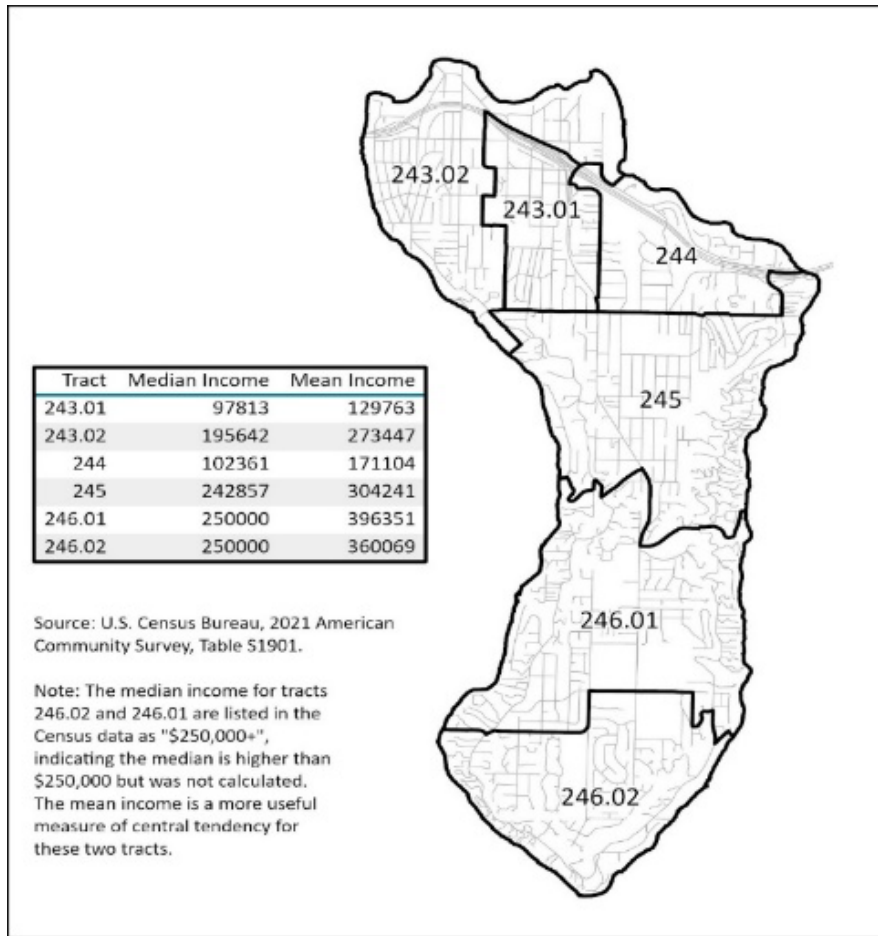 243.02
243.01
244
245
246.01
246.02
Tract Median Income Mean Income
243.01 97813 129763
243.02 195642 273447
244 102361 171104
245 242857 304241
246.01 250000 396351
246.02 250000 360069
Source: U.S. Census Bureau, 2021 American
Community Survey, Table S1901.
Note: The median income for tracts
246.02 and 246.01 are listed in the
Census data as "$250,000+",
indicating the median is higher than
$250,000 but was not calculated.
The mean income is a more useful
measure of central tendency for
these two tracts.